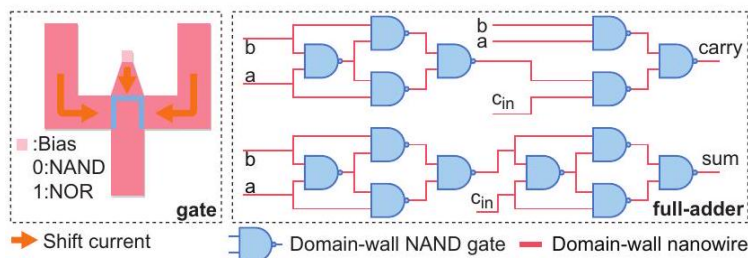 :Bias
0:NAND
1:NOR
gate
b
a
b
a
cin
carry
b
a
cin
sum
full-adder
Shift current
Domain-wall NAND gate
Domain-wall nanowire